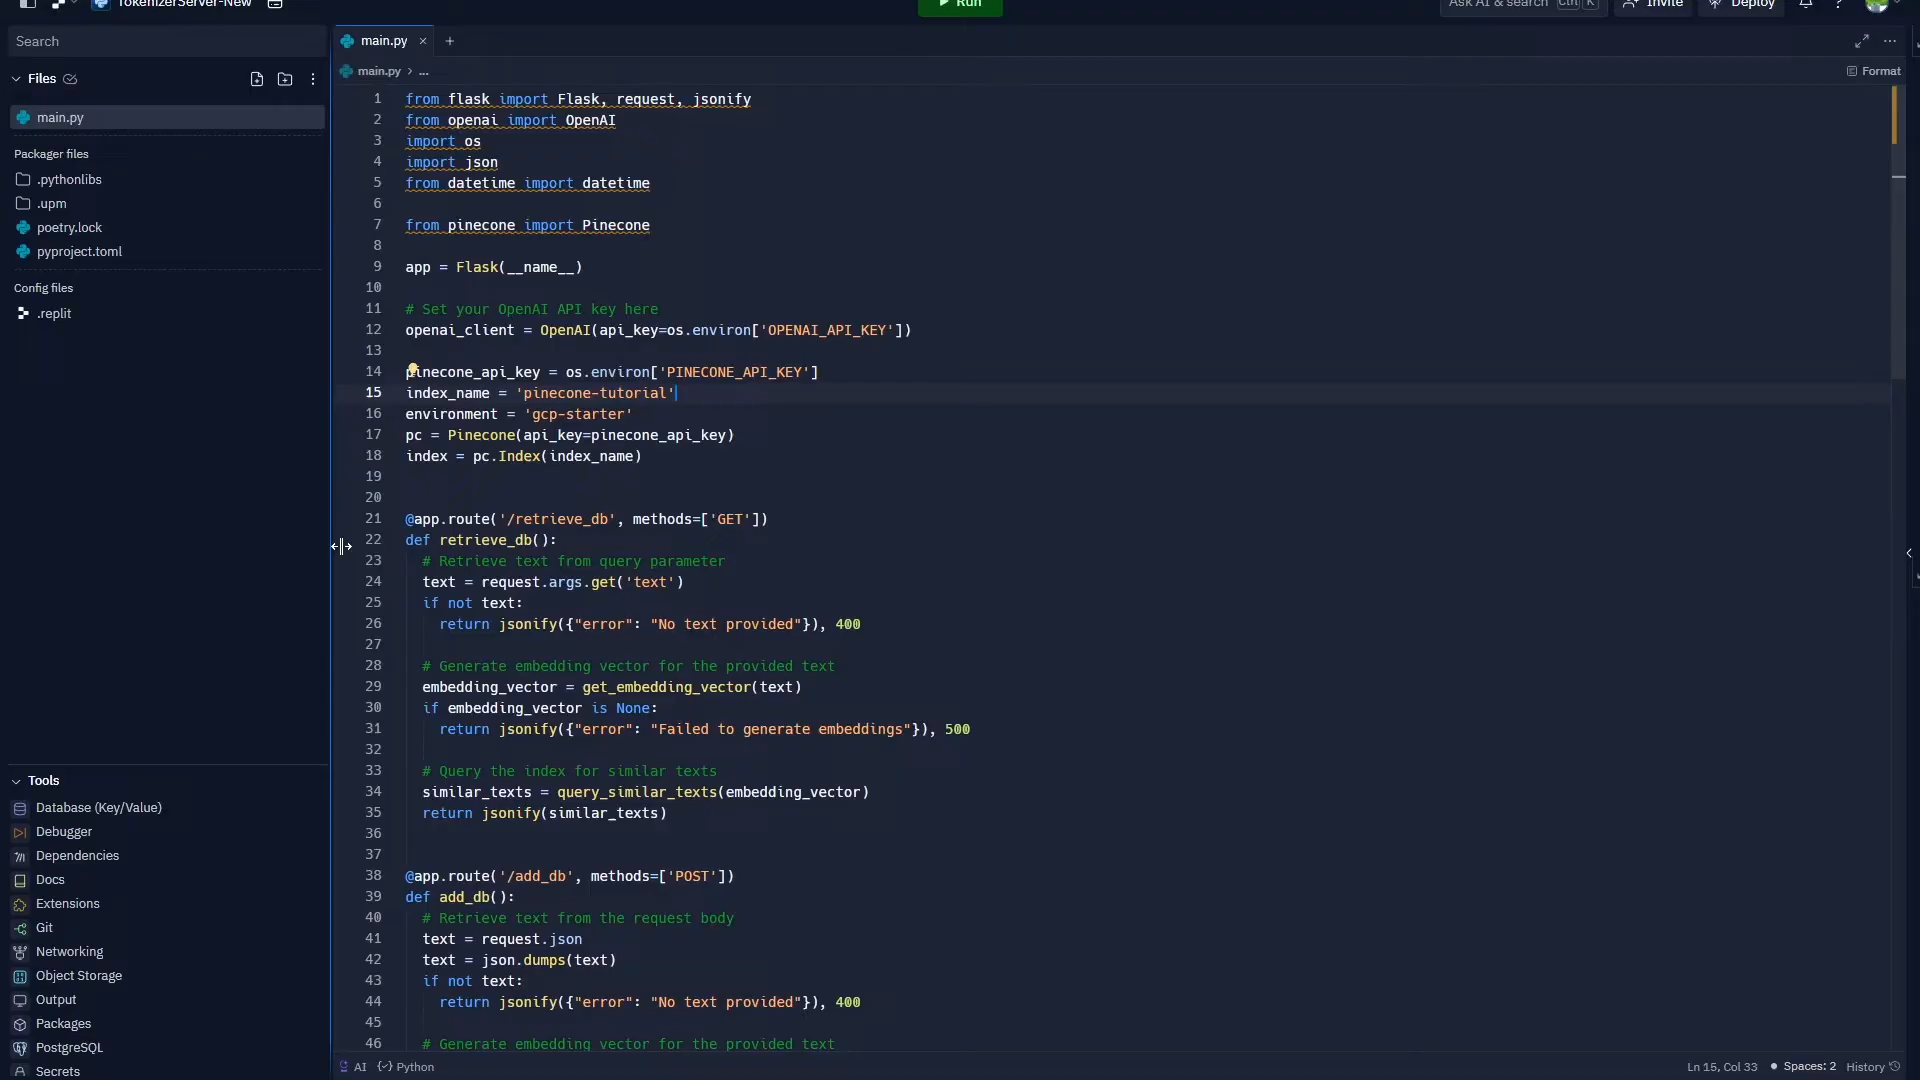 TokenizerServer-New
Run
Ask AI & search Ctrl K
Invite
Deploy
Search
main.py
Files
main.py > ...
Format
main.py
Packager files
.pythonlibs
.upm
poetry.lock
pyproject.toml
Config files
.replit
1 from flask import Flask, request, jsonify
2 from openai import OpenAI
3 import os
4 import json
5 from datetime import datetime
6
7 from pinecone import Pinecone
8
9 app = Flask(__name__)
10
11 # Set your OpenAI API key here
12 openai_client = OpenAI(api_key=os.environ['OPENAI_API_KEY'])
13
14 pinecone_api_key = os.environ['PINECONE_API_KEY']
15 index_name = 'pinecone-tutorial'
16 environment = 'gcp-starter'
17 pc = Pinecone(api_key=pinecone_api_key)
18 index = pc.Index(index_name)
19
20
21 @app.route('/retrieve_db', methods=['GET'])
22 def retrieve_db():
23 # Retrieve text from query parameter
24 text = request.args.get('text')
25 if not text:
26 return jsonify({"error": "No text provided"}), 400
27
28 # Generate embedding vector for the provided text
29 embedding_vector = get_embedding_vector(text)
30 if embedding_vector is None:
31 return jsonify({"error": "Failed to generate embeddings"}), 500
32
33 # Query the index for similar texts
34 similar_texts = query_similar_texts(embedding_vector)
35 return jsonify(similar_texts)
36
37
38 @app.route('/add_db', methods=['POST'])
39 def add_db():
40 # Retrieve text from the request body
41 text = request.json
42 text = json.dumps(text)
43 if not text:
44 return jsonify({"error": "No text provided"}), 400
45
46 # Generate embedding vector for the provided text
Tools
Database (Key/Value)
Debugger
Dependencies
Docs
Extensions
Git
Networking
Object Storage
Output
Packages
PostgreSQL
Secrets
AI
Python
Ln 15, Col 33
Spaces: 2
History